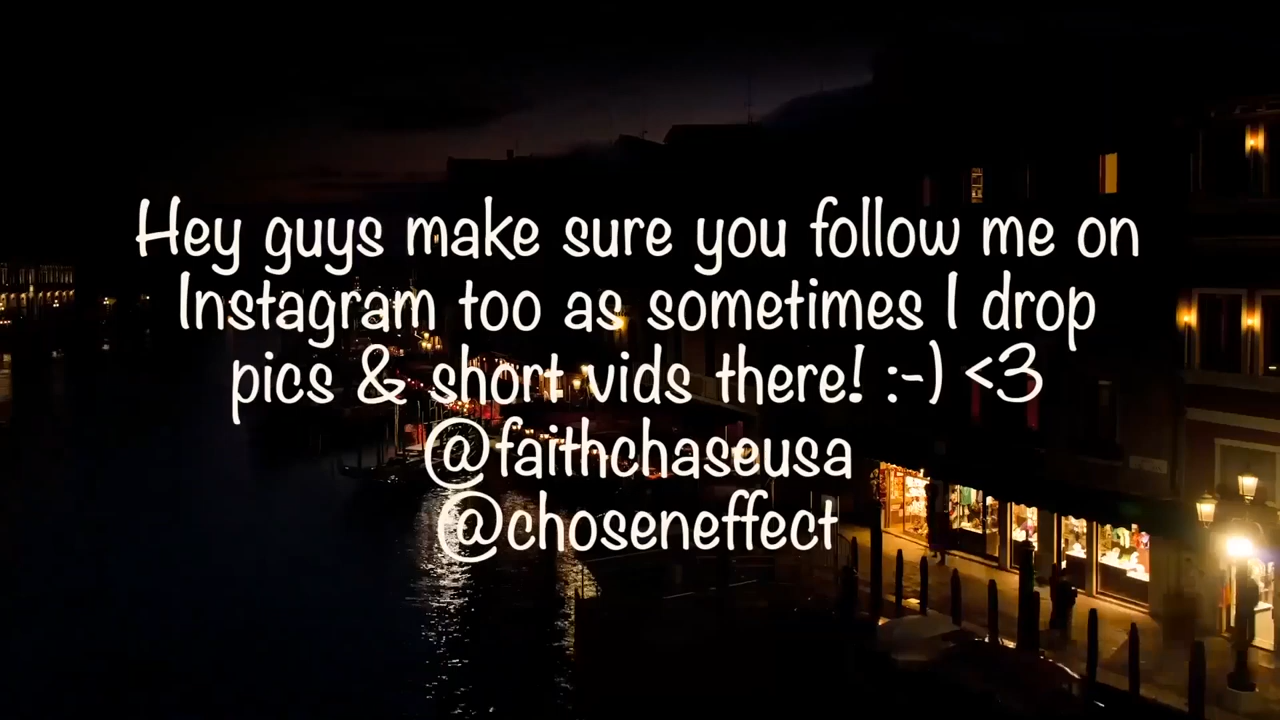 Hey guys make sure you follow me on
Instagram too as sometimes I drop
pics & short vids there! :-) <3
@faithchaseusa
@choseneffect